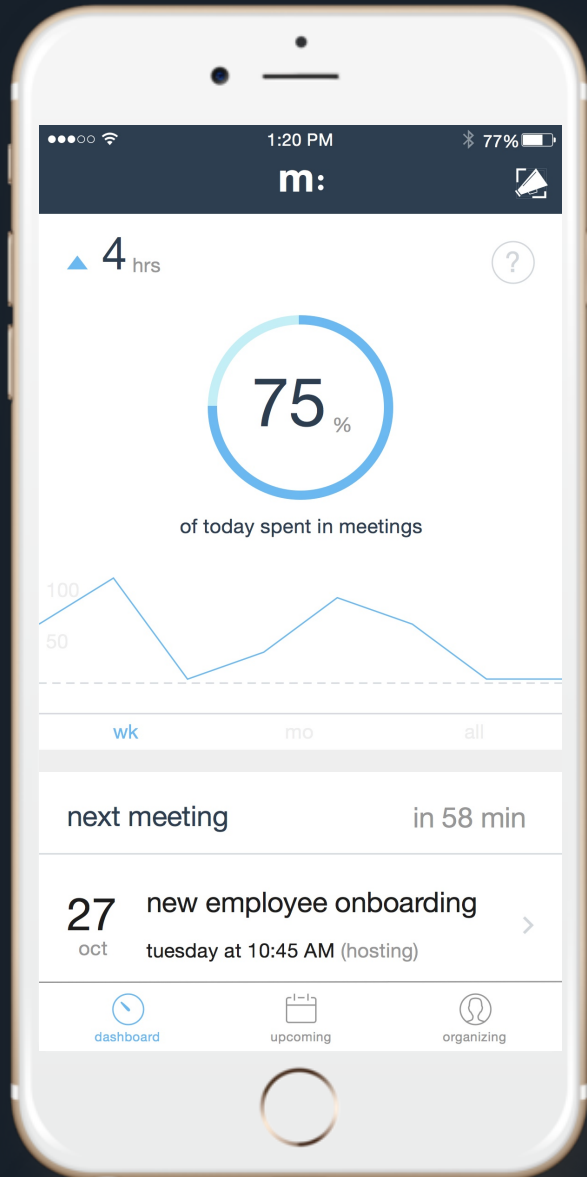 1:20 PM
77%
m:
4 hrs
?
75 %
of today spent in meetings
100
50
wk
mo
all
next meeting
in 58 min
27
oct
new employee onboarding
tuesday at 10:45 AM (hosting)
dashboard
upcoming
organizing